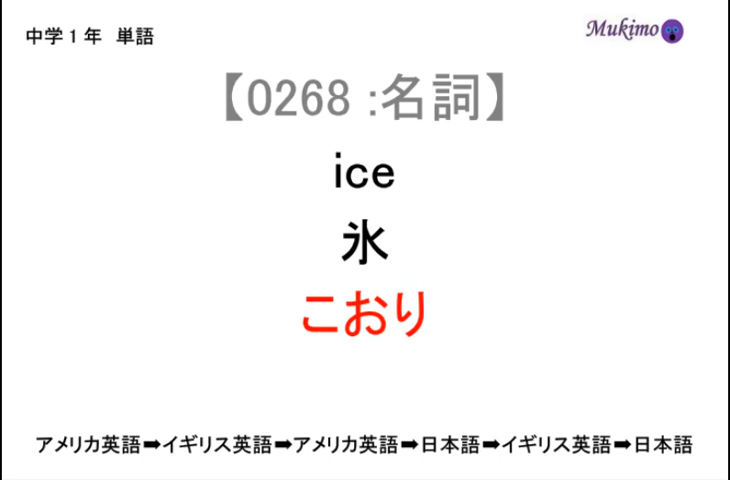 中学1年 単語
Mukimo
【0268 :名詞】
ice
氷
こおり
アメリカ英語➡イギリス英語➡アメリカ英語➡日本語➡イギリス英語➡日本語